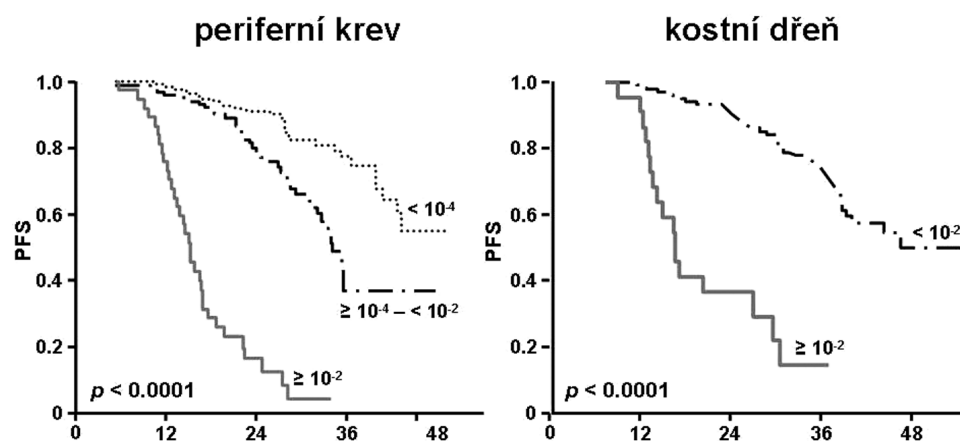 periferní krev
kostní dřeň
1.0
0.8
0.6
0.4
0.2
0
PFS
< 10-4
≥ 10-4 – < 10-2
≥ 10-2
p < 0.0001
0 12 24 36 48
1.0
0.8
0.6
0.4
0.2
0
PFS
< 10-2
≥ 10-2
p < 0.0001
0 12 24 36 48